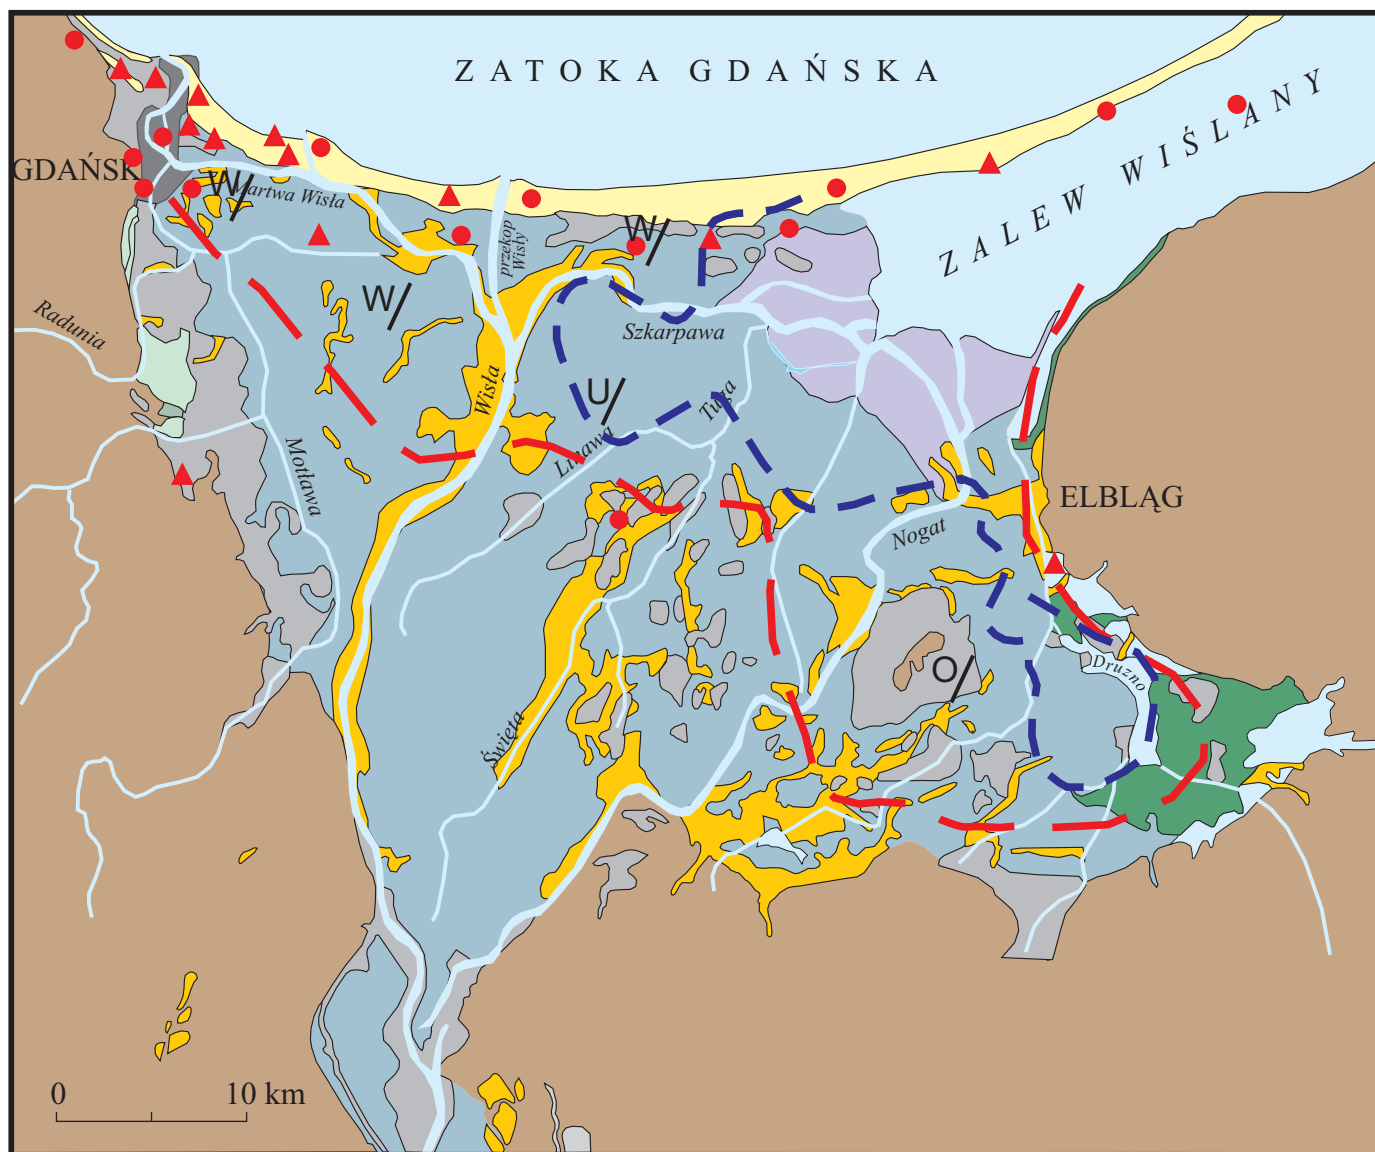 ZATOKA GDAŃSKA
ZALEW WIŚLANY
GDAŃSK
W/
Martwa Wisła
W/
przekop
Wisły
W/
Radunia
Szkarpawa
Wisła
U/
Tuga
Linawa
Motława
ELBLĄG
Nogat
O/
Druzno
Święta
0
10 km